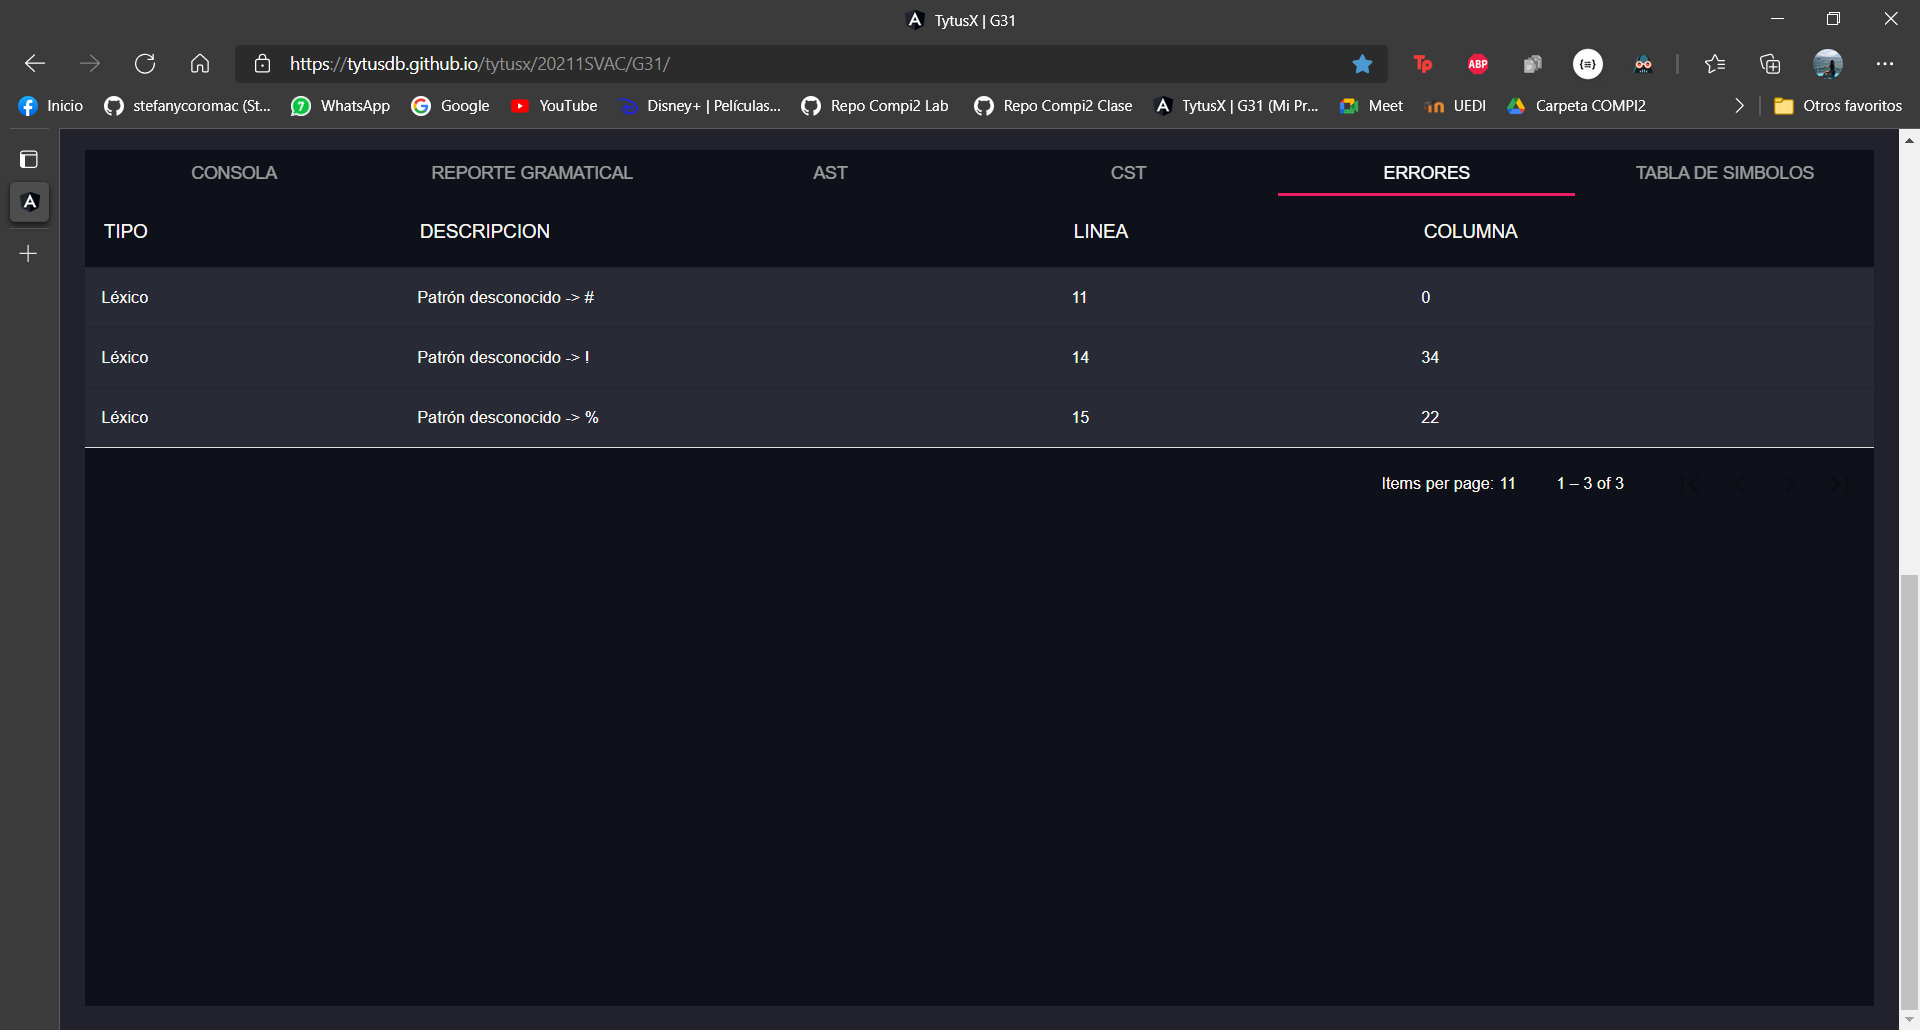 TytusX | G31
https://tytusdb.github.io/tytusx/20211SVAC/G31/
Tp ABP {=}
Inicio stefanycoromac (St... 7 WhatsApp Google YouTube Disney+ | Películas... Repo Compi2 Lab Repo Compi2 Clase TytusX | G31 (Mi Pr... Meet UEDI Carpeta COMPI2 Otros favoritos
CONSOLA REPORTE GRAMATICAL AST CST ERRORES TABLA DE SIMBOLOS
TIPO DESCRIPCION LINEA COLUMNA
Léxico Patrón desconocido -> # 11 0
Léxico Patrón desconocido -> ! 14 34
Léxico Patrón desconocido -> % 15 22
Items per page: 11 1 – 3 of 3